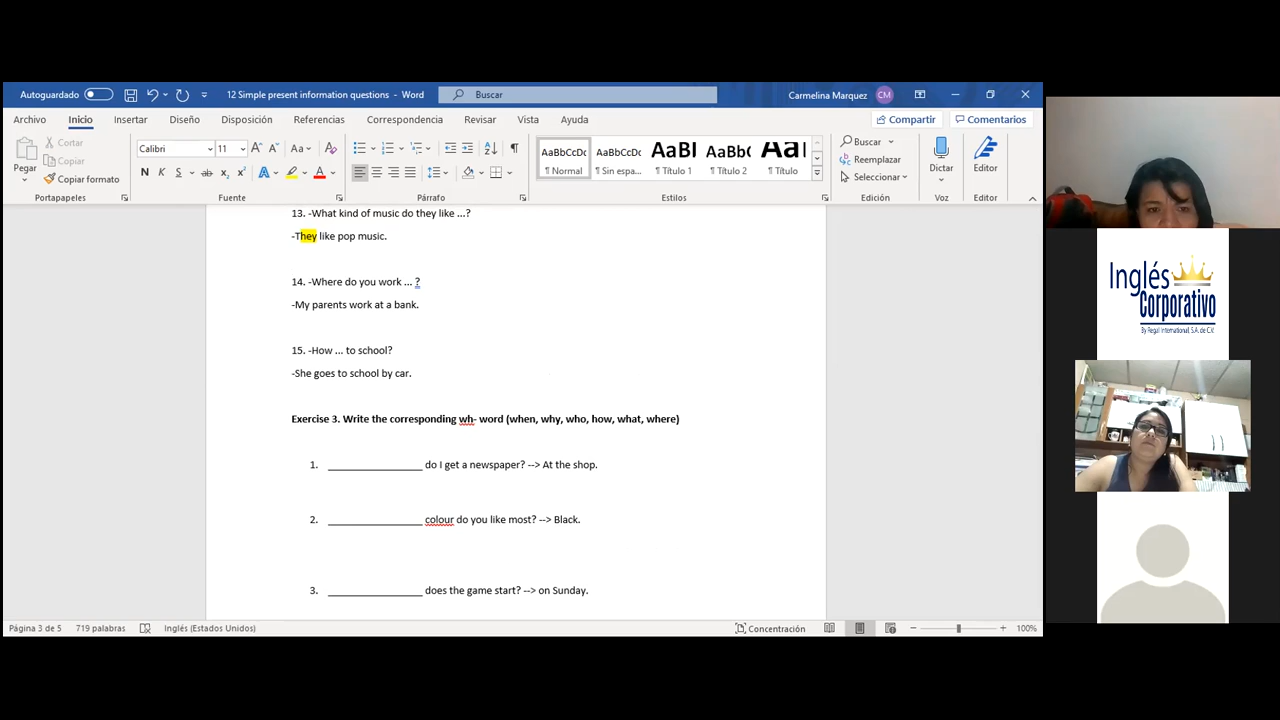 Autoguardado
12 Simple present information questions - Word
Buscar
Carmelina Marquez CM
Archivo Inicio Insertar Diseño Disposición Referencias Correspondencia Revisar Vista Ayuda
Compartir Comentarios
Pegar
Cortar
Copiar
Copiar formato
Calibri 11
N K S ab x₂ x²
AaBbCcDc AaBbCcDc AaBl AaBbC AaB
¶ Normal ¶ Sin espa... ¶ Título 1 ¶ Título 2 ¶ Título
Buscar
Reemplazar
Seleccionar
Dictar
Editor
Portapapeles Fuente Párrafo Estilos Edición Voz Editor
13. -What kind of music do they like ...?
-They like pop music.
14. -Where do you work ... ?
-My parents work at a bank.
15. -How ... to school?
-She goes to school by car.
Exercise 3. Write the corresponding wh- word (when, why, who, how, what, where)
1. _________________ do I get a newspaper? --> At the shop.
2. _________________ colour do you like most? --> Black.
3. _________________ does the game start? --> on Sunday.
Página 3 de 5 719 palabras Inglés (Estados Unidos)
Concentración
100%
Inglés
Corporativo
By Regal International, S.A. de C.V.